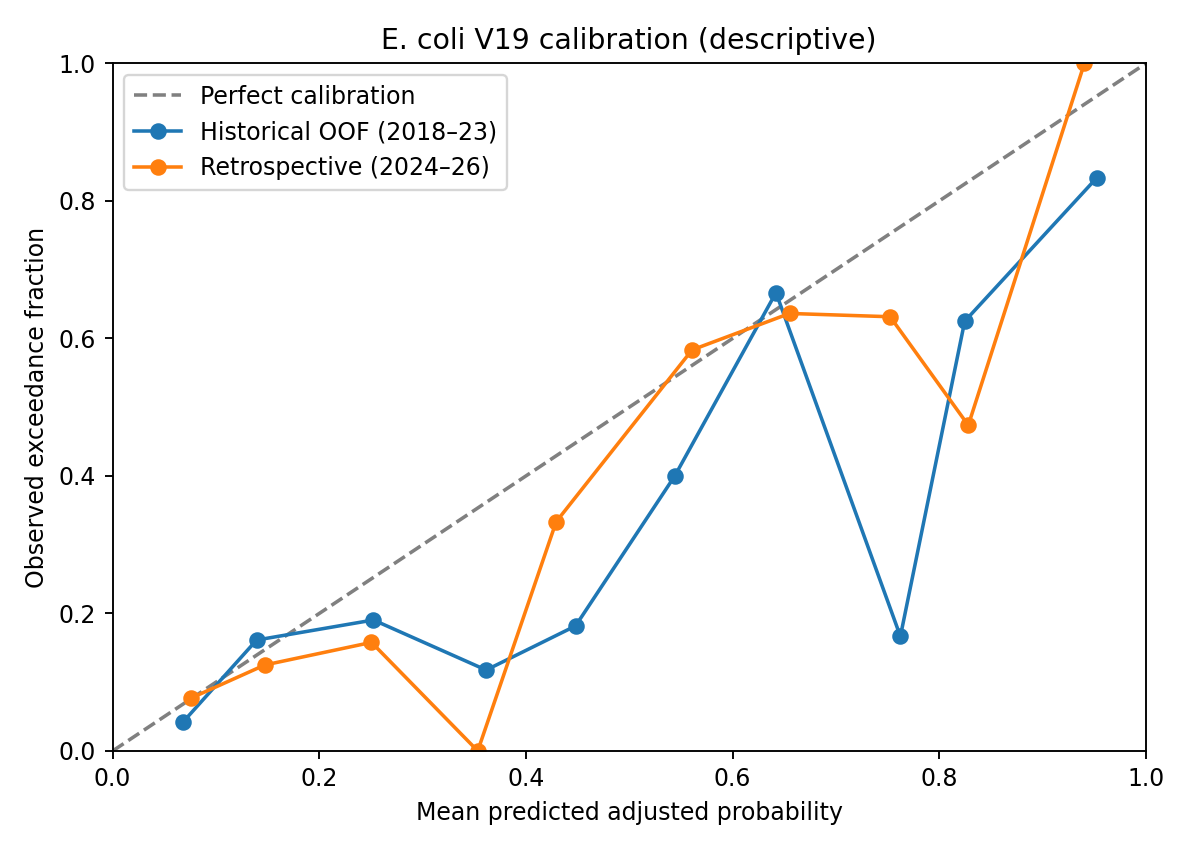 E. coli V19 calibration (descriptive)
Perfect calibration
Historical OOF (2018–23)
Retrospective (2024–26)
Observed exceedance fraction
1.0
0.8
0.6
0.4
0.2
0.0
0.0 0.2 0.4 0.6 0.8 1.0
Mean predicted adjusted probability